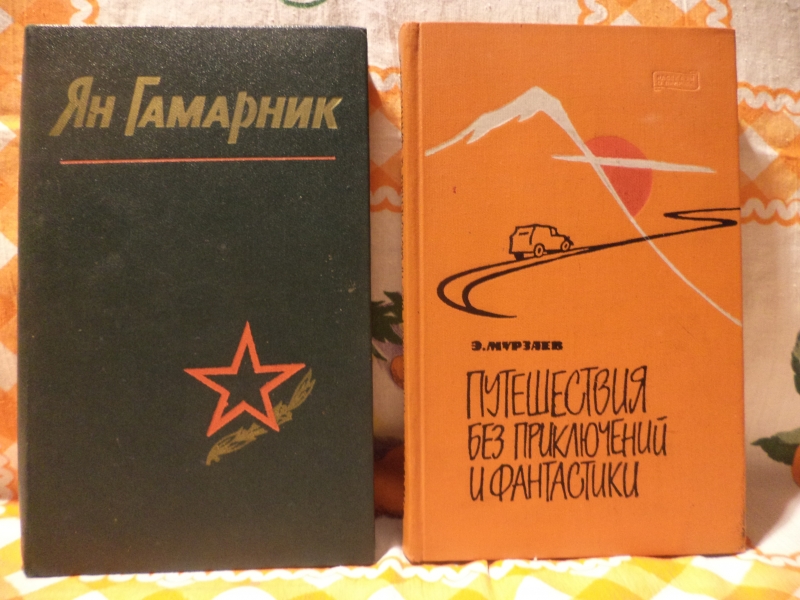 Ян Гамарник
Э. МУРЗАЕВ
ПУТЕШЕСТВИЯ
БЕЗ ПРИКЛЮЧЕНИЙ
И ФАНТАСТИКИ